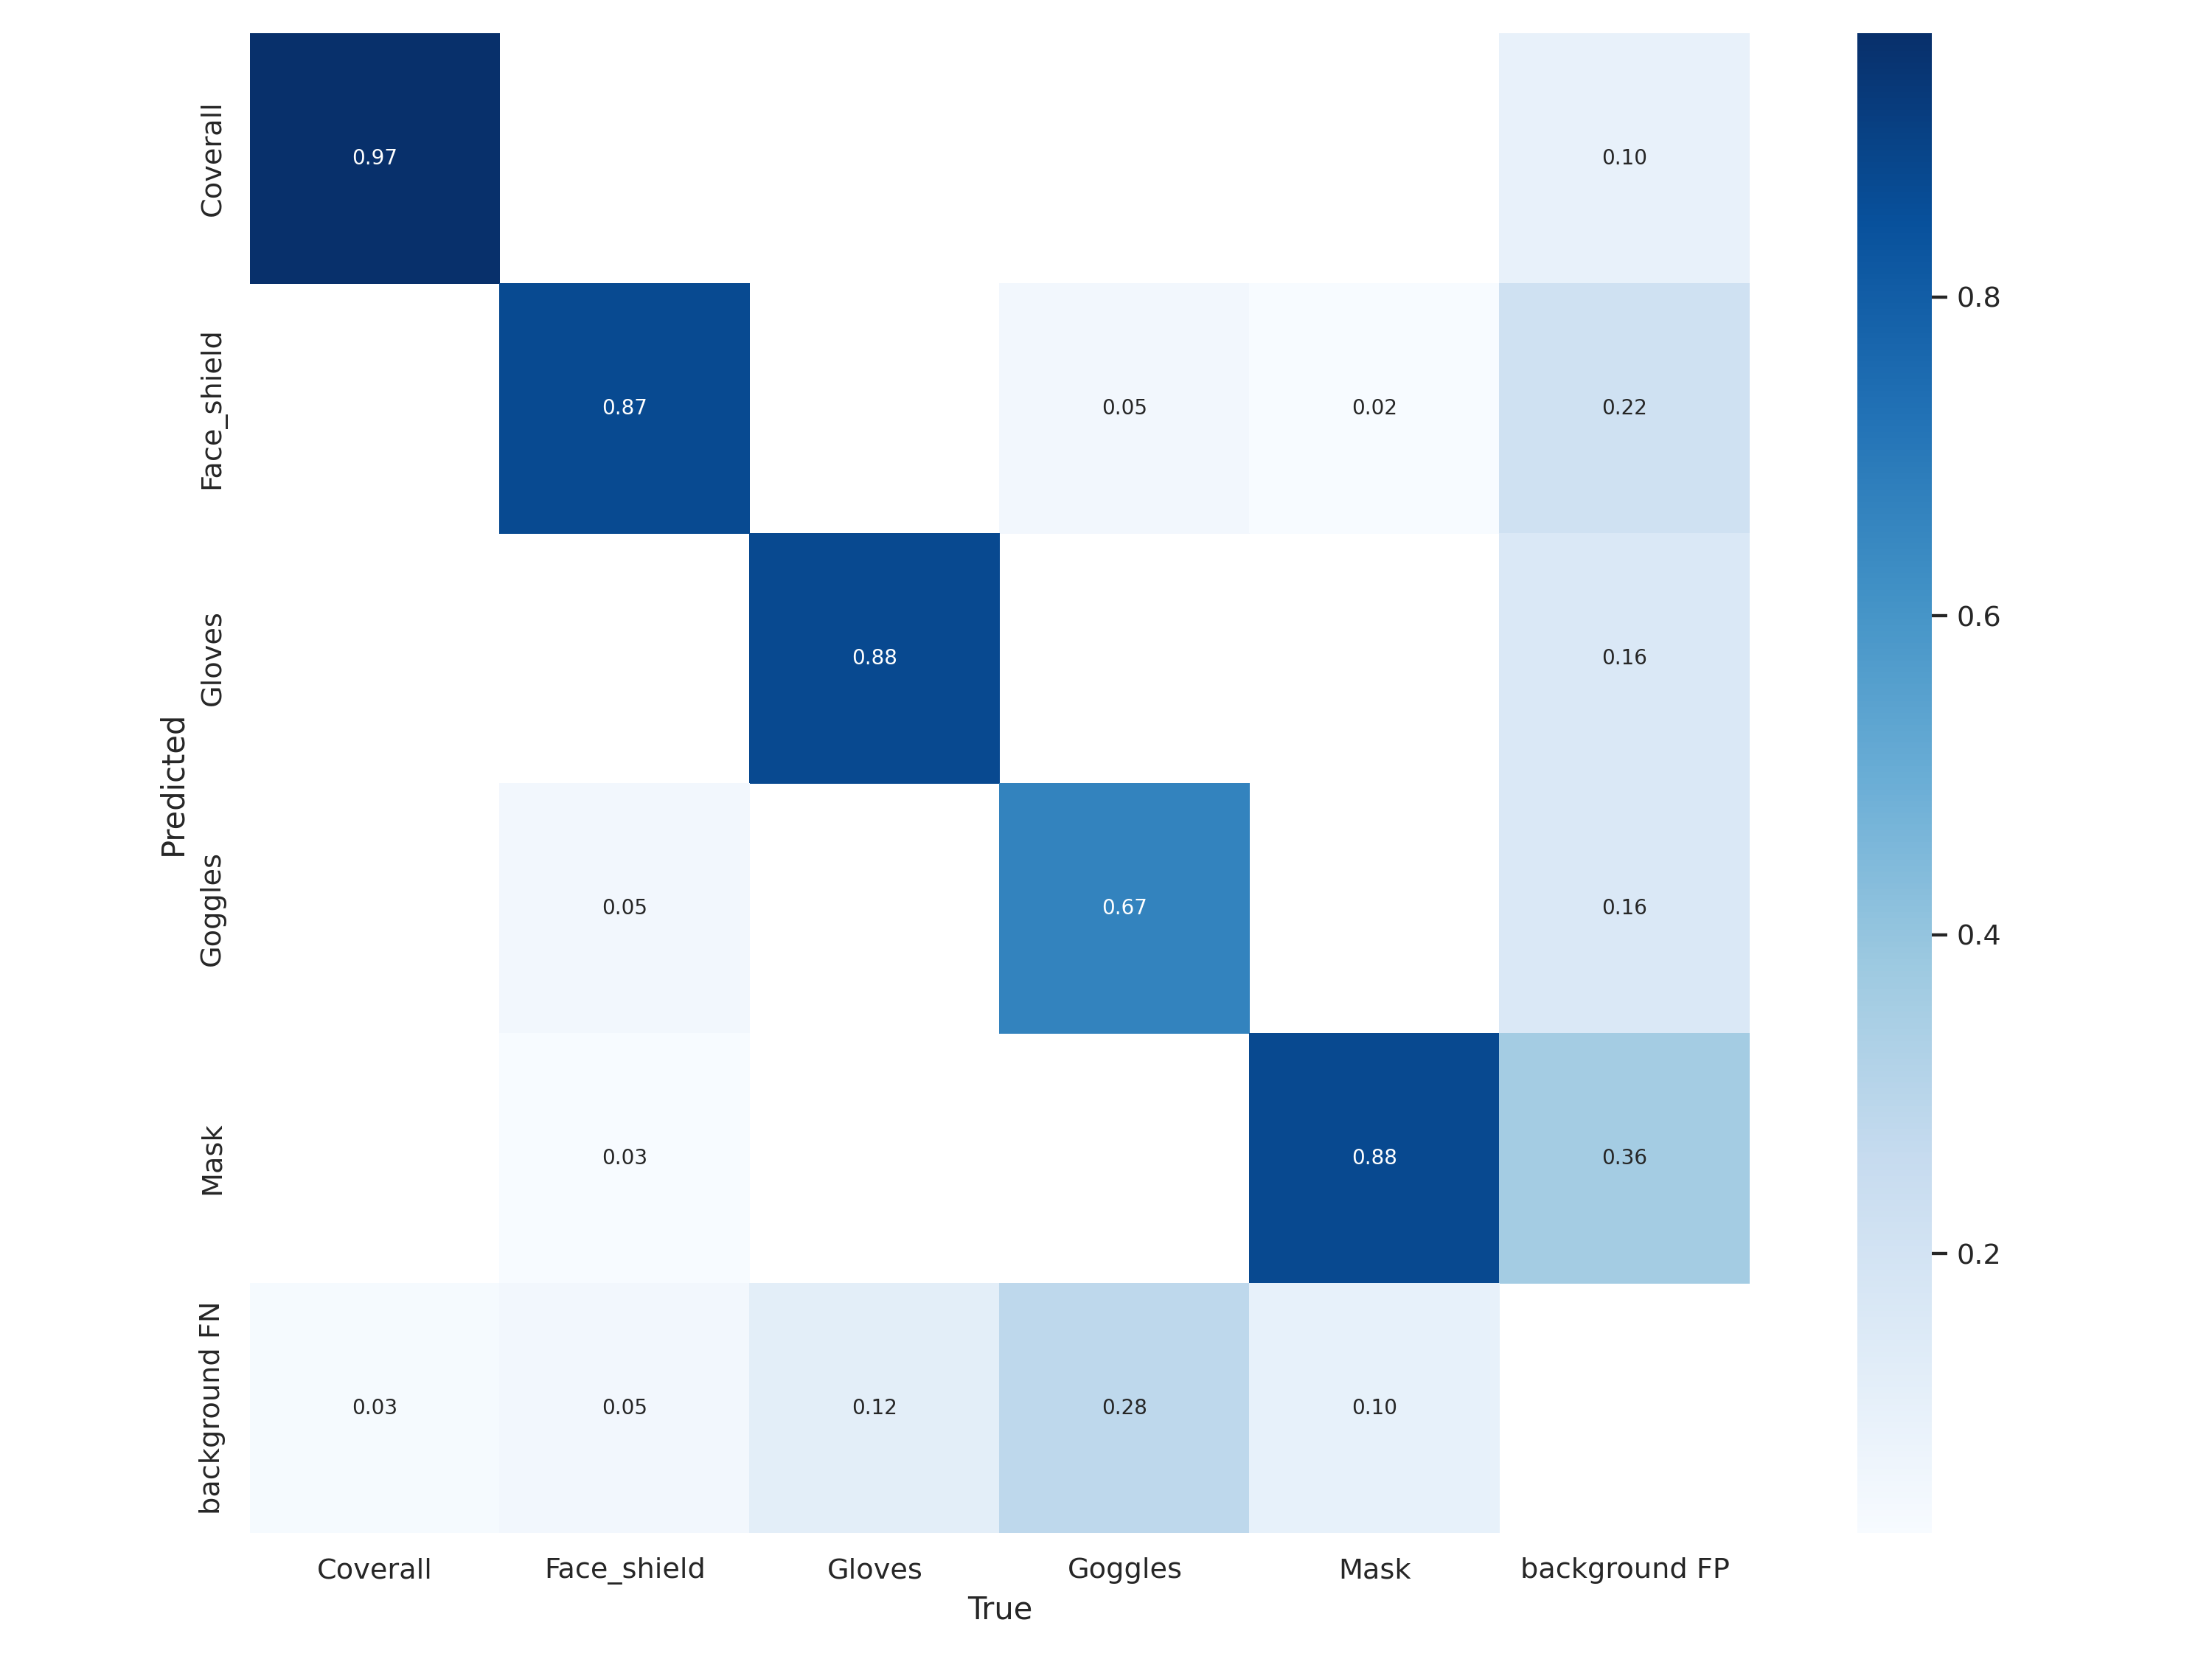 Predicted
Coverall
0.97
0.10
Face_shield
0.87
0.05
0.02
0.22
Gloves
0.88
0.16
Goggles
0.05
0.67
0.16
Mask
0.03
0.88
0.36
background FN
0.03
0.05
0.12
0.28
0.10
Coverall
Face_shield
Gloves
Goggles
Mask
background FP
True
0.8
0.6
0.4
0.2